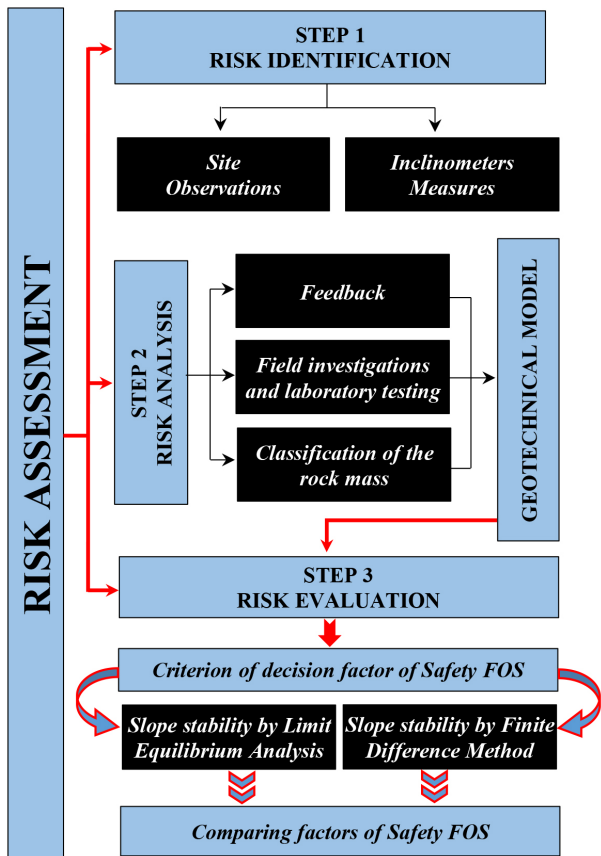 RISK ASSESSMENT
STEP 1
RISK IDENTIFICATION
Site
Observations
Inclinometers
Measures
STEP 2
RISK ANALYSIS
Feedback
Field investigations
and laboratory testing
Classification of the
rock mass
GEOTECHNICAL MODEL
STEP 3
RISK EVALUATION
Criterion of decision factor of Safety FOS
Slope stability by Limit
Equilibrium Analysis
Slope stability by Finite
Difference Method
Comparing factors of Safety FOS